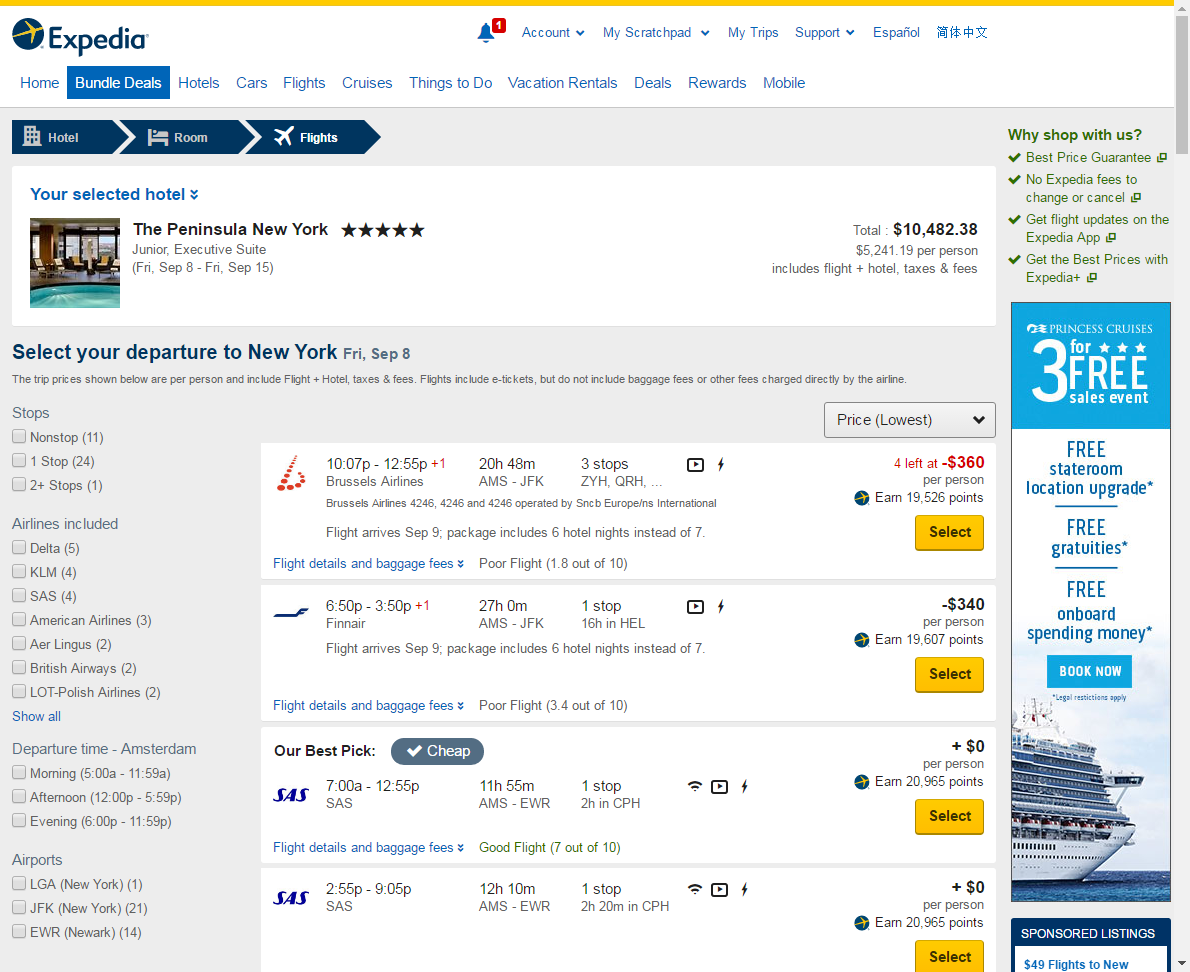 Expedia
1
Account
My Scratchpad
My Trips
Support
Español
简体中文
Home
Bundle Deals
Hotels
Cars
Flights
Cruises
Things to Do
Vacation Rentals
Deals
Rewards
Mobile
Hotel
Room
Flights
Your selected hotel
The Peninsula New York
Junior, Executive Suite
(Fri, Sep 8 - Fri, Sep 15)
Total : $10,482.38
$5,241.19 per person
includes flight + hotel, taxes & fees
Select your departure to New York Fri, Sep 8
The trip prices shown below are per person and include Flight + Hotel, taxes & fees. Flights include e-tickets, but do not include baggage fees or other fees charged directly by the airline.
Stops
Nonstop (11)
1 Stop (24)
2+ Stops (1)
Airlines included
Delta (5)
KLM (4)
SAS (4)
American Airlines (3)
Aer Lingus (2)
British Airways (2)
LOT-Polish Airlines (2)
Show all
Departure time - Amsterdam
Morning (5:00a - 11:59a)
Afternoon (12:00p - 5:59p)
Evening (6:00p - 11:59p)
Airports
LGA (New York) (1)
JFK (New York) (21)
EWR (Newark) (14)
Price (Lowest)
10:07p - 12:55p +1
Brussels Airlines
20h 48m
AMS - JFK
3 stops
ZYH, QRH, ...
Brussels Airlines 4246, 4246 and 4246 operated by Sncb Europe/ns International
Flight arrives Sep 9; package includes 6 hotel nights instead of 7.
Flight details and baggage fees
Poor Flight (1.8 out of 10)
4 left at -$360
per person
Earn 19,526 points
Select
6:50p - 3:50p +1
Finnair
27h 0m
AMS - JFK
1 stop
16h in HEL
Flight arrives Sep 9; package includes 6 hotel nights instead of 7.
Flight details and baggage fees
Poor Flight (3.4 out of 10)
-$340
per person
Earn 19,607 points
Select
Our Best Pick:
Cheap
SAS
7:00a - 12:55p
SAS
11h 55m
AMS - EWR
1 stop
2h in CPH
Flight details and baggage fees
Good Flight (7 out of 10)
+ $0
per person
Earn 20,965 points
Select
SAS
2:55p - 9:05p
SAS
12h 10m
AMS - EWR
1 stop
2h 20m in CPH
+ $0
per person
Earn 20,965 points
Select
Why shop with us?
Best Price Guarantee
No Expedia fees to
change or cancel
Get flight updates on the
Expedia App
Get the Best Prices with
Expedia+
PRINCESS CRUISES
3 for FREE
sales event
FREE
stateroom
location upgrade*
FREE
gratuities*
FREE
onboard
spending money*
BOOK NOW
*Legal restictions apply
SPONSORED LISTINGS
$49 Flights to New